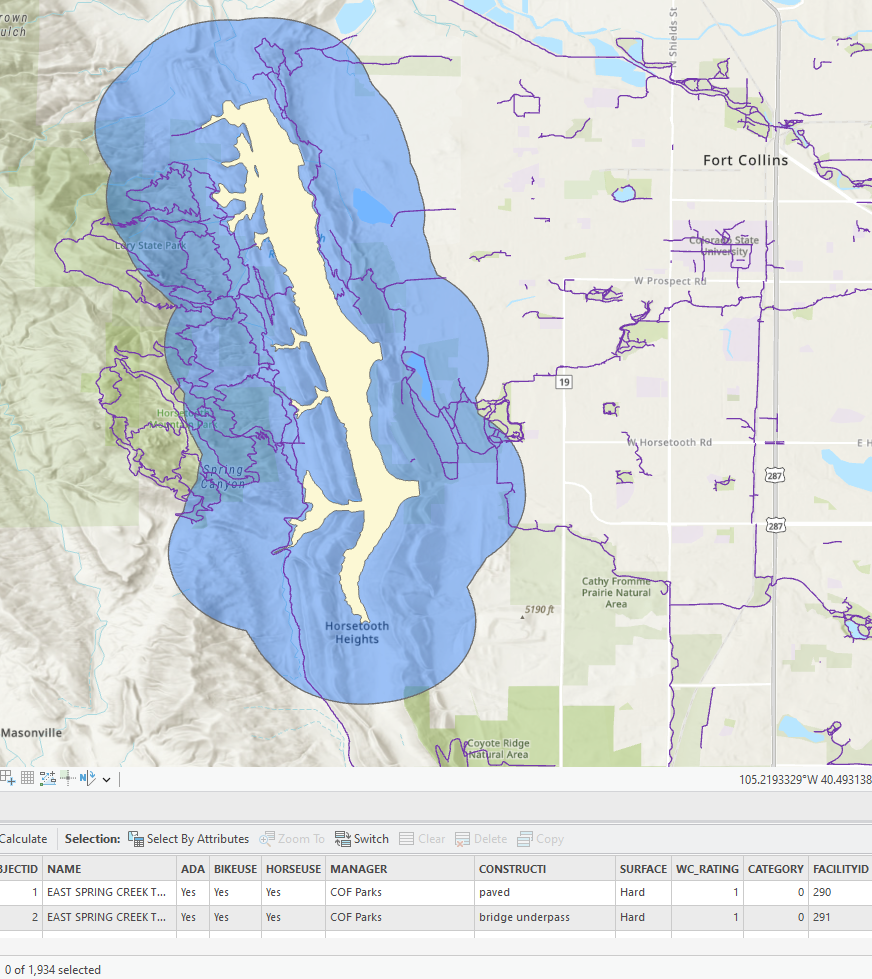 rown
ulch
N Shields St
Fort Collins
Lory State Park
Colorado State
University
R
h
W Prospect Rd
19
Horsetooth
Mountain Park
W Horsetooth Rd
E H
Spring
Canyon
287
287
Cathy Fromme
Prairie Natural
Area
5190 ft
Horsetooth
Heights
Masonville
Coyote Ridge
Natural Area
N
105.2193329°W 40.493138
Calculate Selection: Select By Attributes Zoom To Switch Clear Delete Copy
BJECTID NAME ADA BIKEUSE HORSEUSE MANAGER CONSTRUCTI SURFACE WC_RATING CATEGORY FACILITYID
1 EAST SPRING CREEK T... Yes Yes Yes COF Parks paved Hard 1 0 290
2 EAST SPRING CREEK T... Yes Yes Yes COF Parks bridge underpass Hard 1 0 291
0 of 1,934 selected